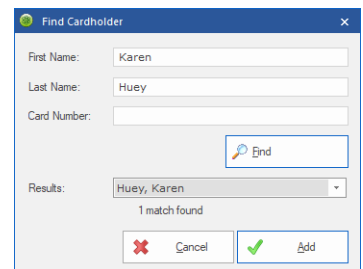 Find Cardholder
First Name: Karen
Last Name: Huey
Card Number:
Find
Results: Huey, Karen
1 match found
Cancel Add